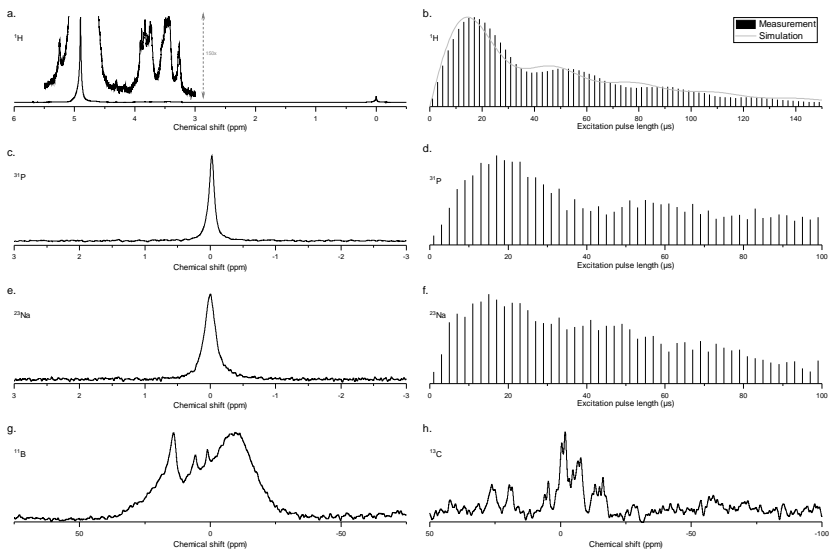 a.
¹H
150x
6 5 4 3 2 1 0
Chemical shift (ppm)
b.
¹H
Measurement
Simulation
0 20 40 60 80 100 120 140
Excitation pulse length (µs)
c.
³¹P
3 2 1 0 -1 -2 -3
Chemical shift (ppm)
d.
³¹P
0 20 40 60 80 100
Excitation pulse length (µs)
e.
²³Na
3 2 1 0 -1 -2 -3
Chemical shift (ppm)
f.
²³Na
0 20 40 60 80 100
Excitation pulse length (µs)
g.
¹¹B
50 0 -50
Chemical shift (ppm)
h.
¹³C
50 0 -50 -100
Chemical shift (ppm)